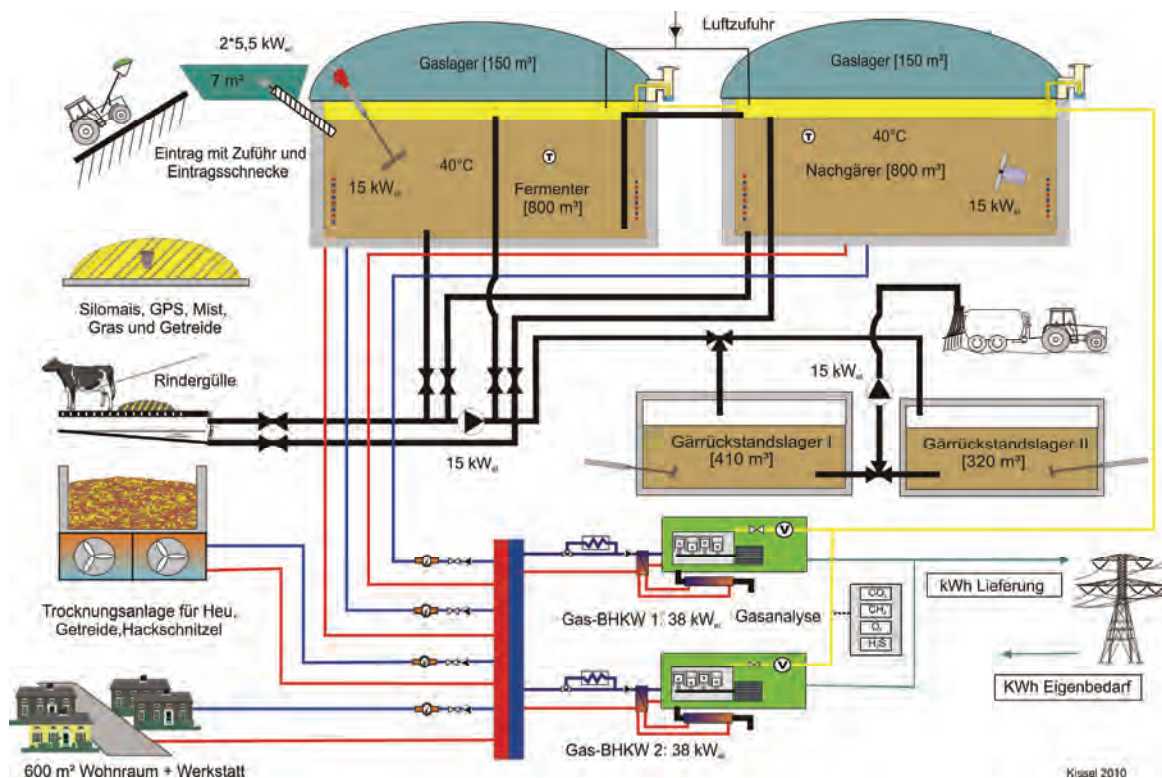 Luftzufuhr
2*5,5 kWel
7 m³
Gaslager [150 m³]
Gaslager [150 m³]
Eintrag mit Zuführ und
Eintragsschnecke
40°C
T
15 kWel
Fermenter
[800 m³]
40°C
T
Nachgärer [800 m³]
15 kWel
Silomais, GPS, Mist,
Gras und Getreide
Rindergülle
15 kWel
15 kWel
Gärrückstandslager I
[410 m³]
Gärrückstandslager II
[320 m³]
Trocknungsanlage für Heu,
Getreide,Hackschnitzel
V
Gas-BHKW 1: 38 kWel
Gasanalyse
CO₂
CH₄
O₂
H₂S
kWh Lieferung
KWh Eigenbedarf
V
Gas-BHKW 2: 38 kWel
600 m² Wohnraum + Werkstatt
Kissel 2010